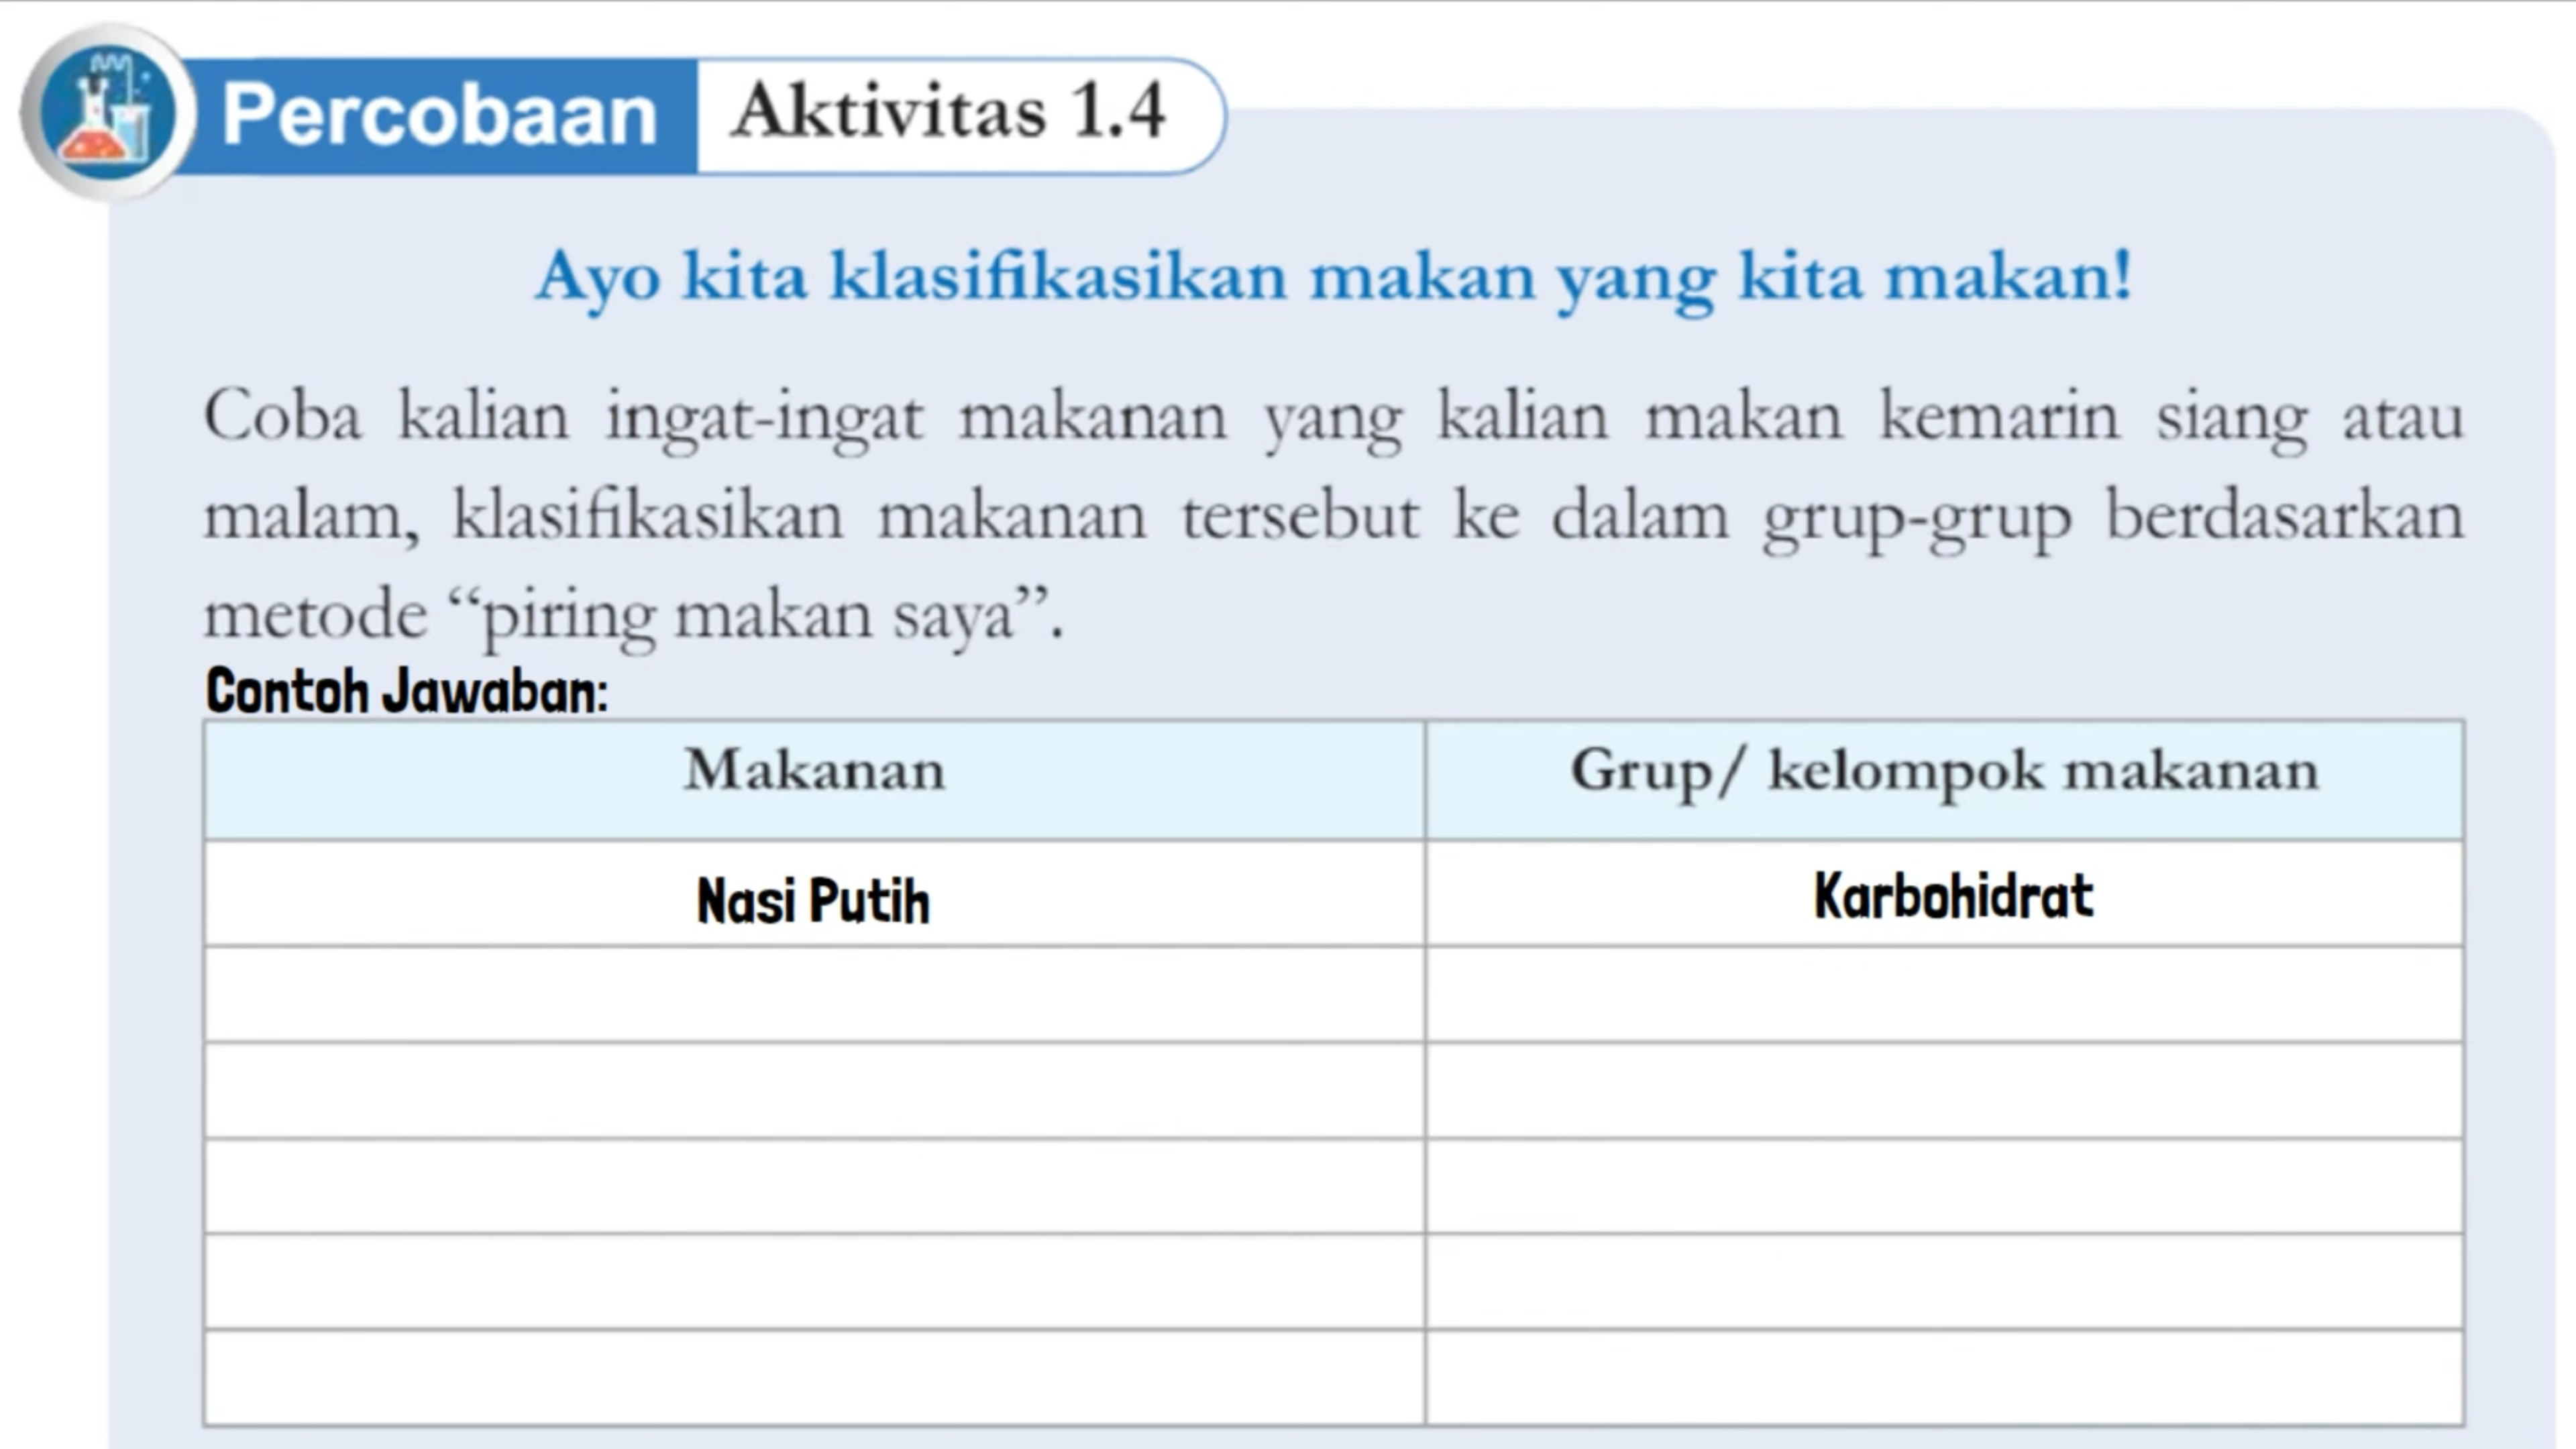 Percobaan Aktivitas 1.4
Ayo kita klasifikasikan makan yang kita makan!
Coba kalian ingat-ingat makanan yang kalian makan kemarin siang atau
malam, klasifikasikan makanan tersebut ke dalam grup-grup berdasarkan
metode “piring makan saya”.
Contoh Jawaban:
Makanan Grup/ kelompok makanan
Nasi Putih Karbohidrat